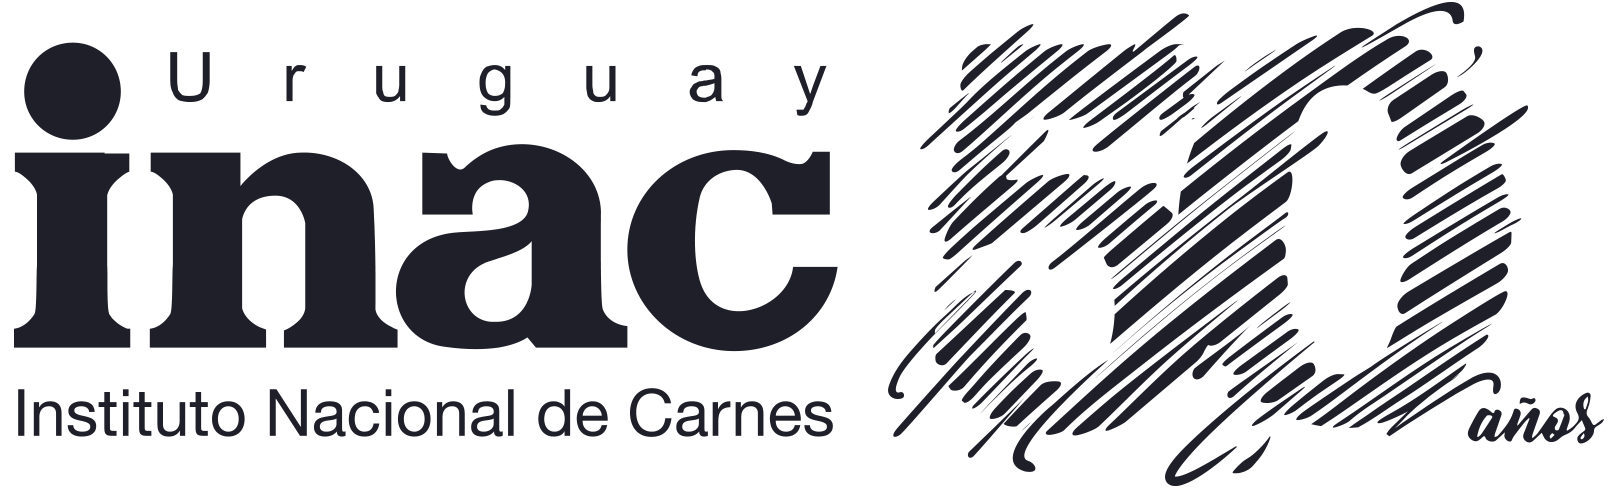 Uruguay
inac
Instituto Nacional de Carnes
50
años